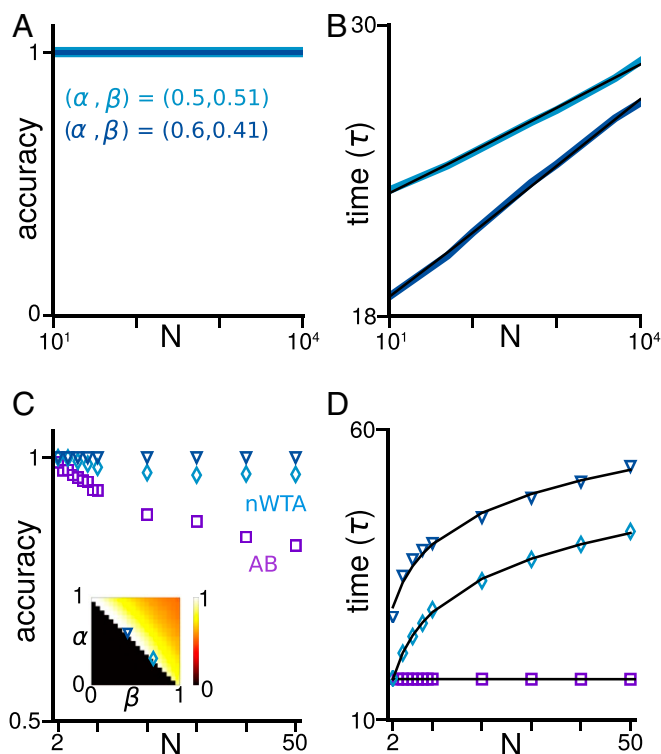 A
1
(α , β) = (0.5,0.51)
(α , β) = (0.6,0.41)
accuracy
0
10¹
N
10⁴
B
30
time (τ)
18
10¹
N
10⁴
C
1
nWTA
AB
accuracy
1
α
0
0
β
1
1
0
0.5
2
N
50
D
60
time (τ)
10
2
N
50